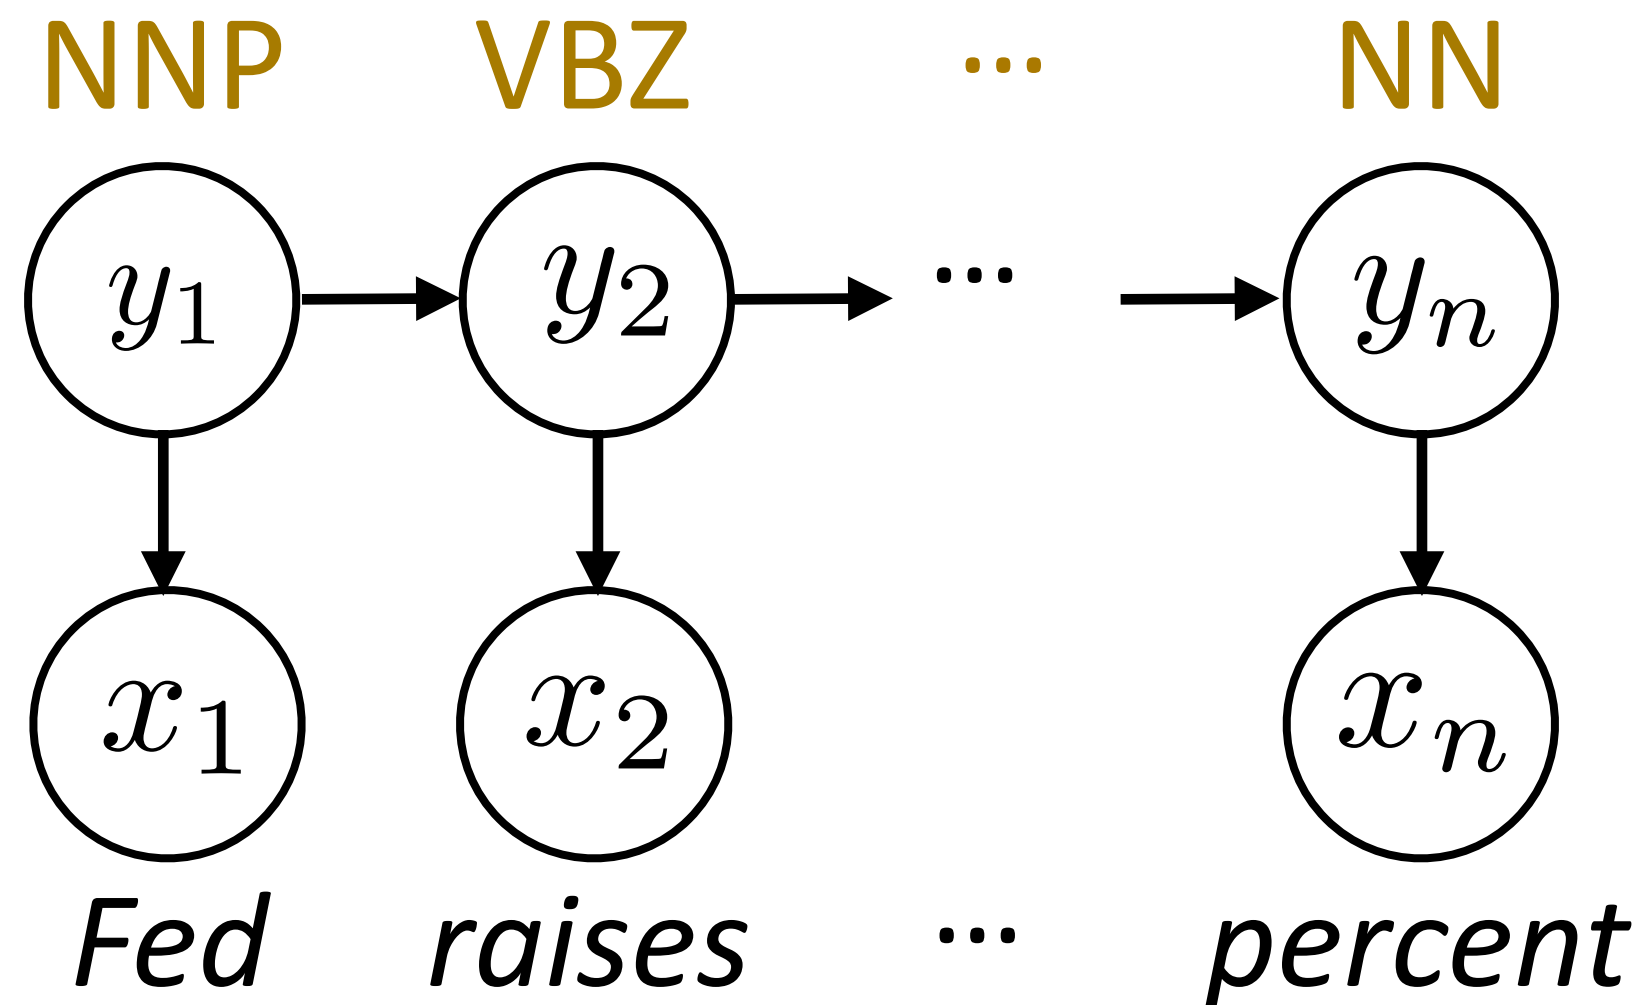 NNP VBZ ... NN
y1 y2 ... yn
x1 x2 xn
Fed raises ... percent